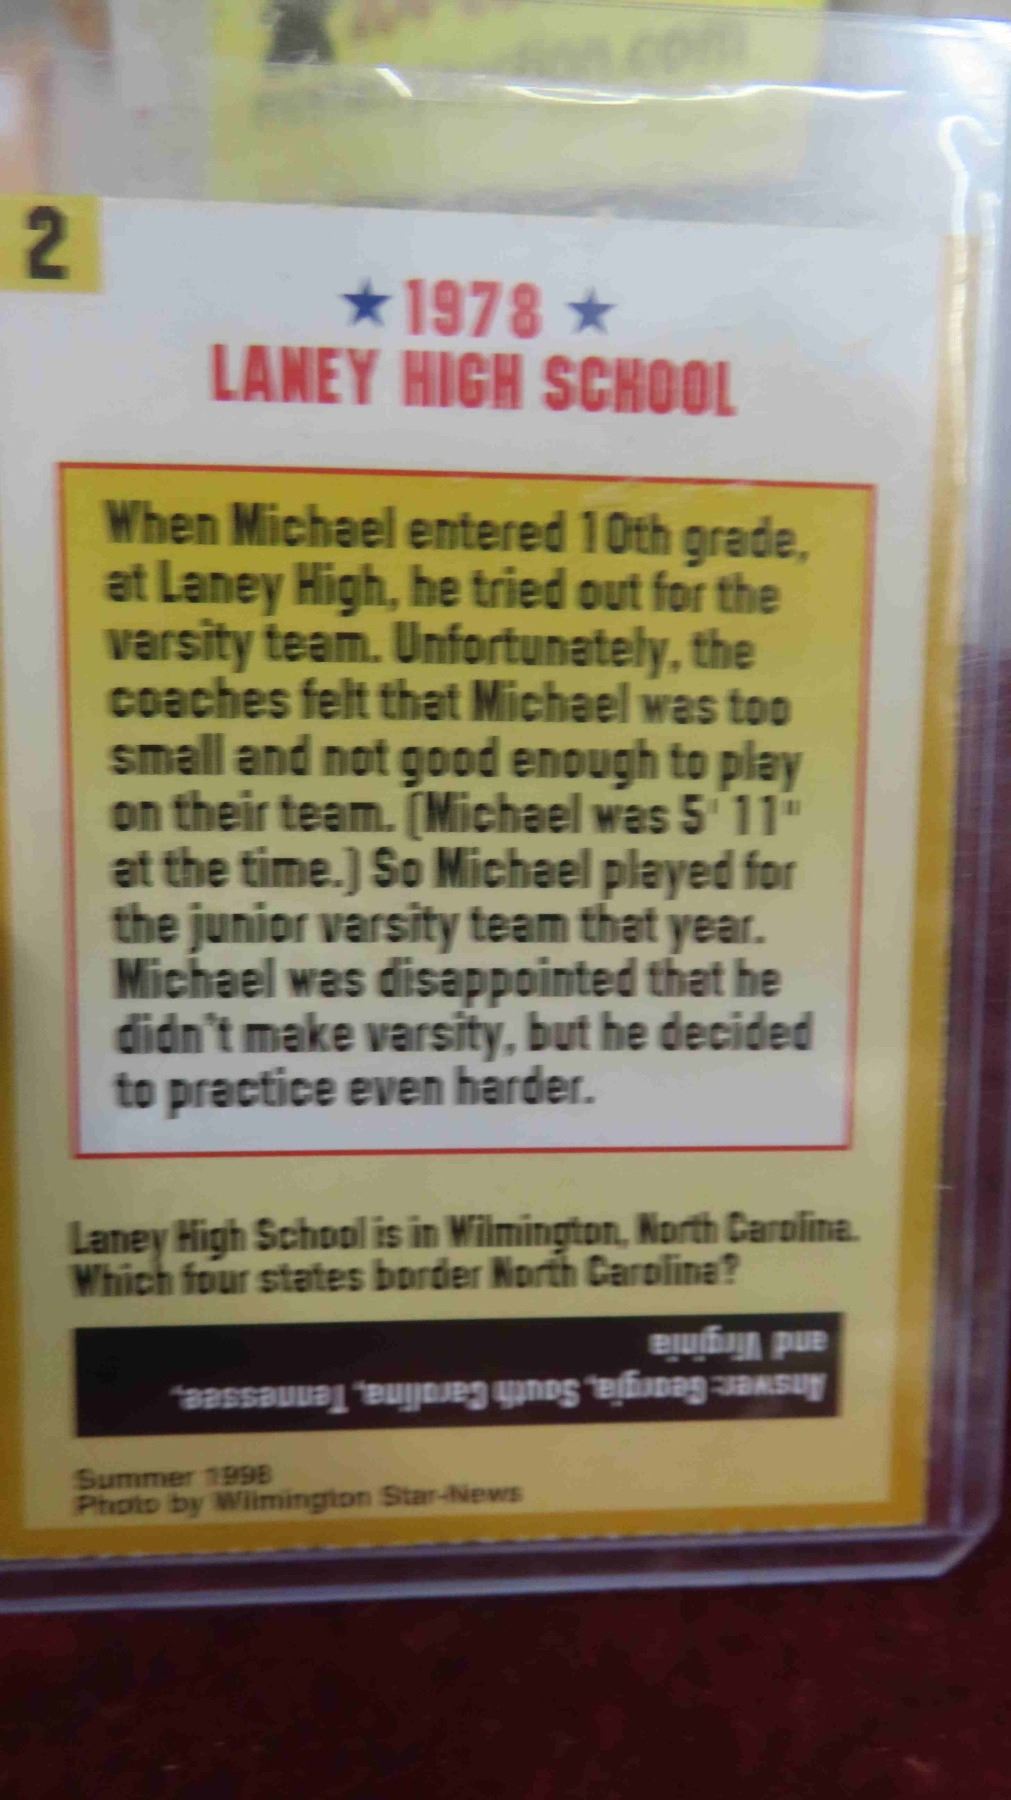 2
1978
LANEY HIGH SCHOOL
When Michael entered 10th grade,
at Laney High, he tried out for the
varsity team. Unfortunately, the
coaches felt that Michael was too
small and not good enough to play
on their team. (Michael was 5' 11"
at the time.) So Michael played for
the junior varsity team that year.
Michael was disappointed that he
didn't make varsity, but he decided
to practice even harder.
Laney High School is in Wilmington, North Carolina.
Which four states border North Carolina?
Answer: Georgia, South Carolina, Tennessee,
and Virginia
Summer 1998
Photo by Wilmington Star-News